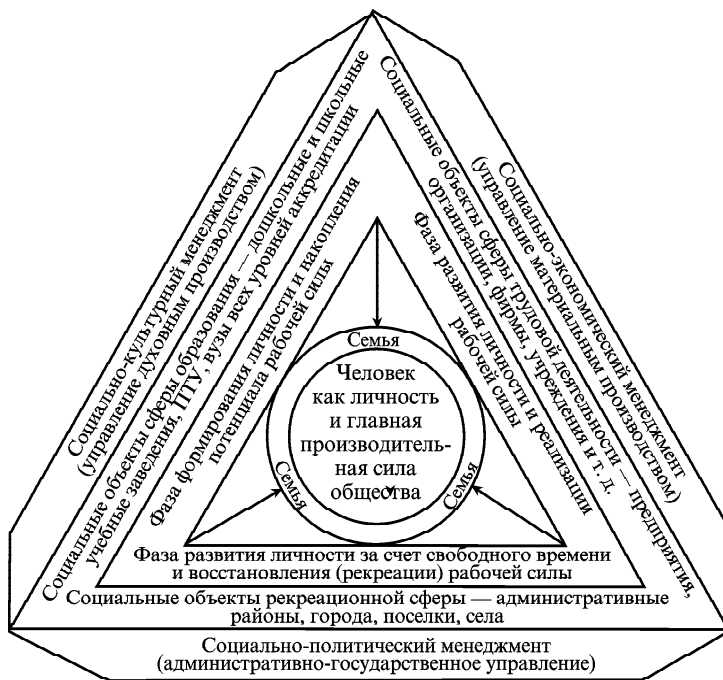 Социально-культурный менеджмент
(управление духовным производством)
Социальные объекты сферы образования — дошкольные и школьные
учебные заведения, ПТУ, вузы всех уровней аккредитации
Фаза формирования личности и накопления
потенциала рабочей силы
Социально-экономический менеджмент
(управление материальным производством)
Социальные объекты сферы трудовой деятельности — предприятия,
организации, фирмы, учреждения и т. д.
Фаза развития личности и реализации
рабочей силы
Семья
Человек
как личность
и главная
производитель-
ная сила
общества
Семья
Семья
Фаза развития личности за счет свободного времени
и восстановления (рекреации) рабочей силы
Социальные объекты рекреационной сферы — административные
районы, города, поселки, села
Социально-политический менеджмент
(административно-государственное управление)